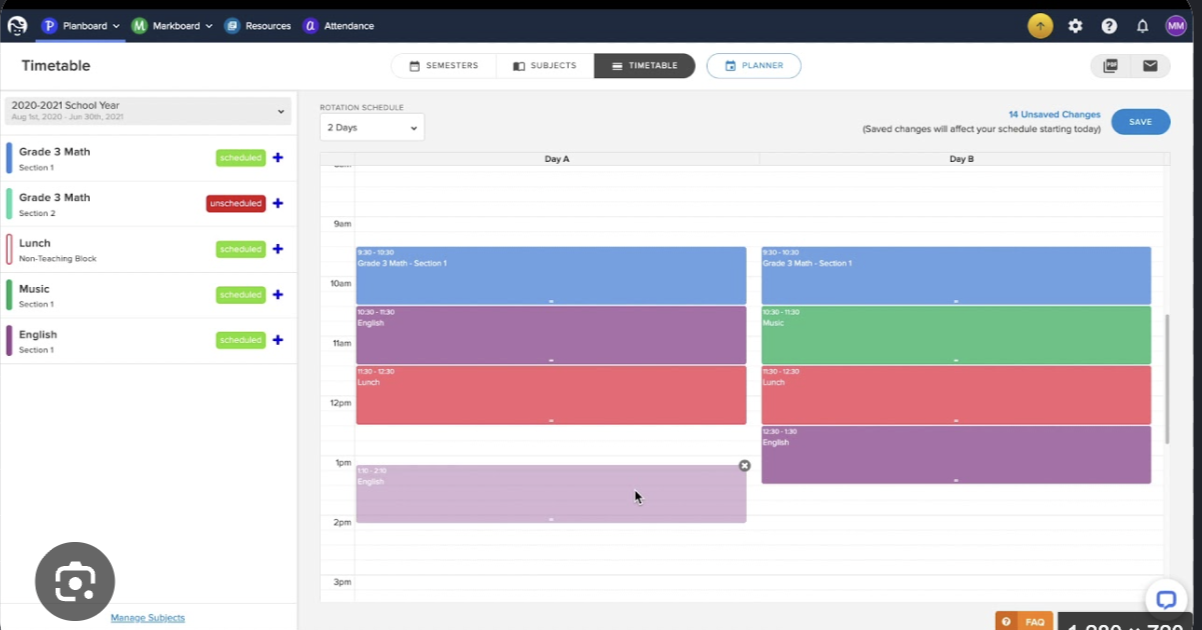 Planboard
Markboard
Resources
Attendance
MM
Timetable
SEMESTERS
SUBJECTS
TIMETABLE
PLANNER
PDF
2020-2021 School Year
Aug 1st, 2020 - Jun 30th, 2021
ROTATION SCHEDULE
2 Days
14 Unsaved Changes
(Saved changes will affect your schedule starting today)
SAVE
Grade 3 Math
Section 1
scheduled
Grade 3 Math
Section 2
unscheduled
Lunch
Non-Teaching Block
scheduled
Music
Section 1
scheduled
English
Section 1
scheduled
Manage Subjects
Day A
Day B
9am
10am
11am
12pm
1pm
2pm
3pm
9:30 - 10:30
Grade 3 Math - Section 1
10:30 - 11:30
English
11:30 - 12:30
Lunch
1:10 - 2:10
English
9:30 - 10:30
Grade 3 Math - Section 1
10:30 - 11:30
Music
11:30 - 12:30
Lunch
12:30 - 1:30
English
FAQ